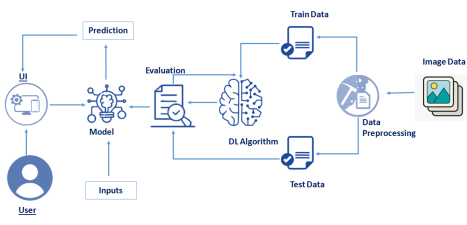 Train Data
Prediction
Image Data
Evaluation
UI
Data
Preprocessing
Model
DL Algorithm
Test Data
Inputs
User